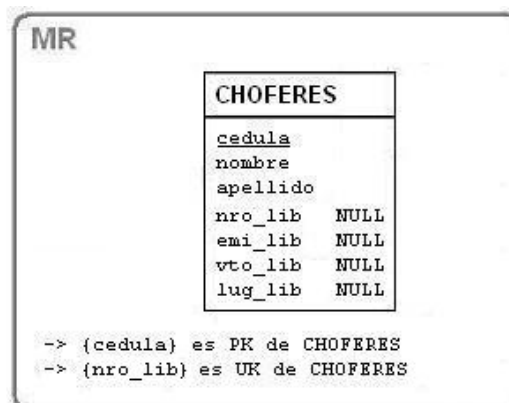 MR
CHOFERES
cedula
nombre
apellido
nro_lib NULL
emi_lib NULL
vto_lib NULL
lug_lib NULL
-> {cedula} es PK de CHOFERES
-> {nro_lib} es UK de CHOFERES